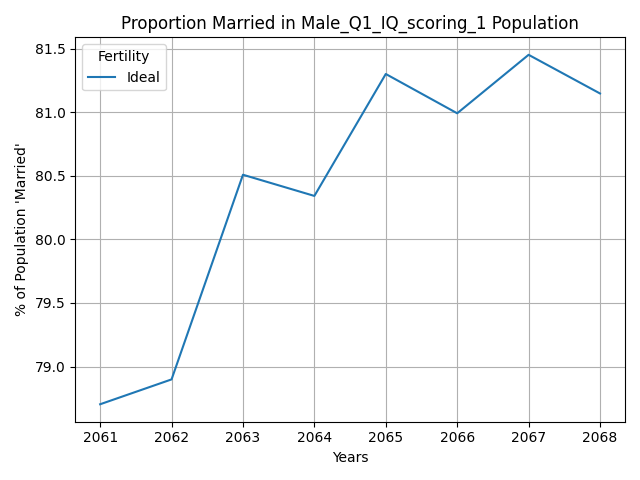 Proportion Married in Male_Q1_IQ_scoring_1 Population
Fertility
Ideal
% of Population 'Married'
81.5
81.0
80.5
80.0
79.5
79.0
2061 2062 2063 2064 2065 2066 2067 2068
Years